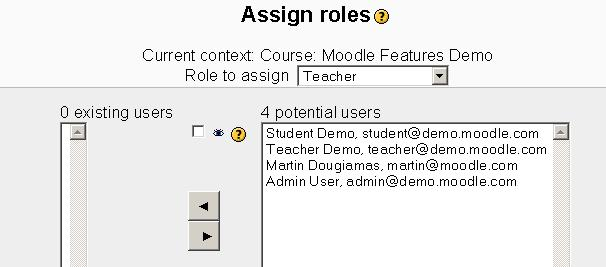 Assign roles
Current context: Course: Moodle Features Demo
Role to assign Teacher
0 existing users
4 potential users
Student Demo, student@demo.moodle.com
Teacher Demo, teacher@demo.moodle.com
Martin Dougiamas, martin@moodle.com
Admin User, admin@demo.moodle.com